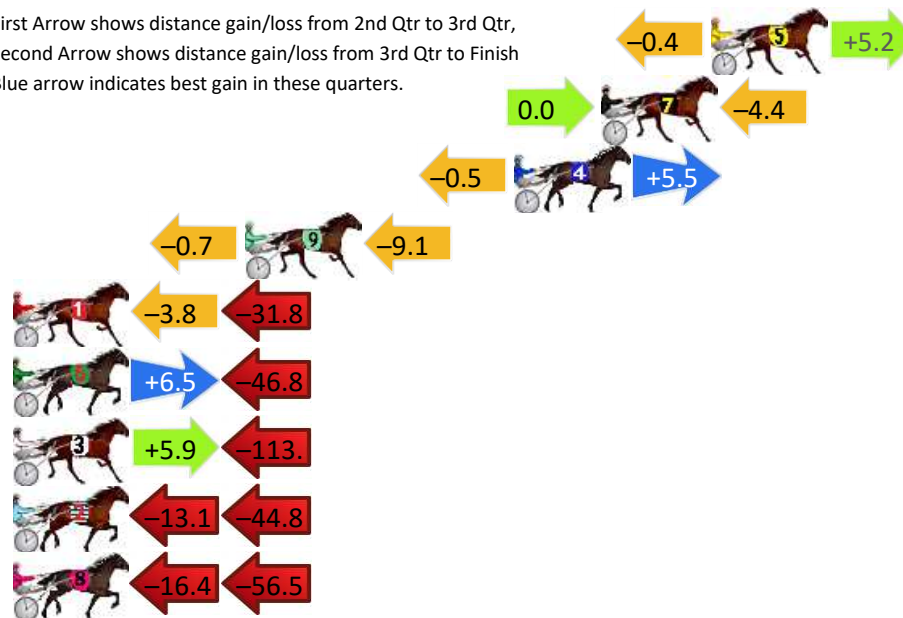 irst Arrow shows distance gain/loss from 2nd Qtr to 3rd Qtr,
econd Arrow shows distance gain/loss from 3rd Qtr to Finish
Blue arrow indicates best gain in these quarters.
–0.4 5 +5.2
0.0 7 –4.4
–0.5 4 +5.5
–0.7 9 –9.1
1 –3.8 –31.8
6 +6.5 –46.8
3 +5.9 –113.
2 –13.1 –44.8
8 –16.4 –56.5